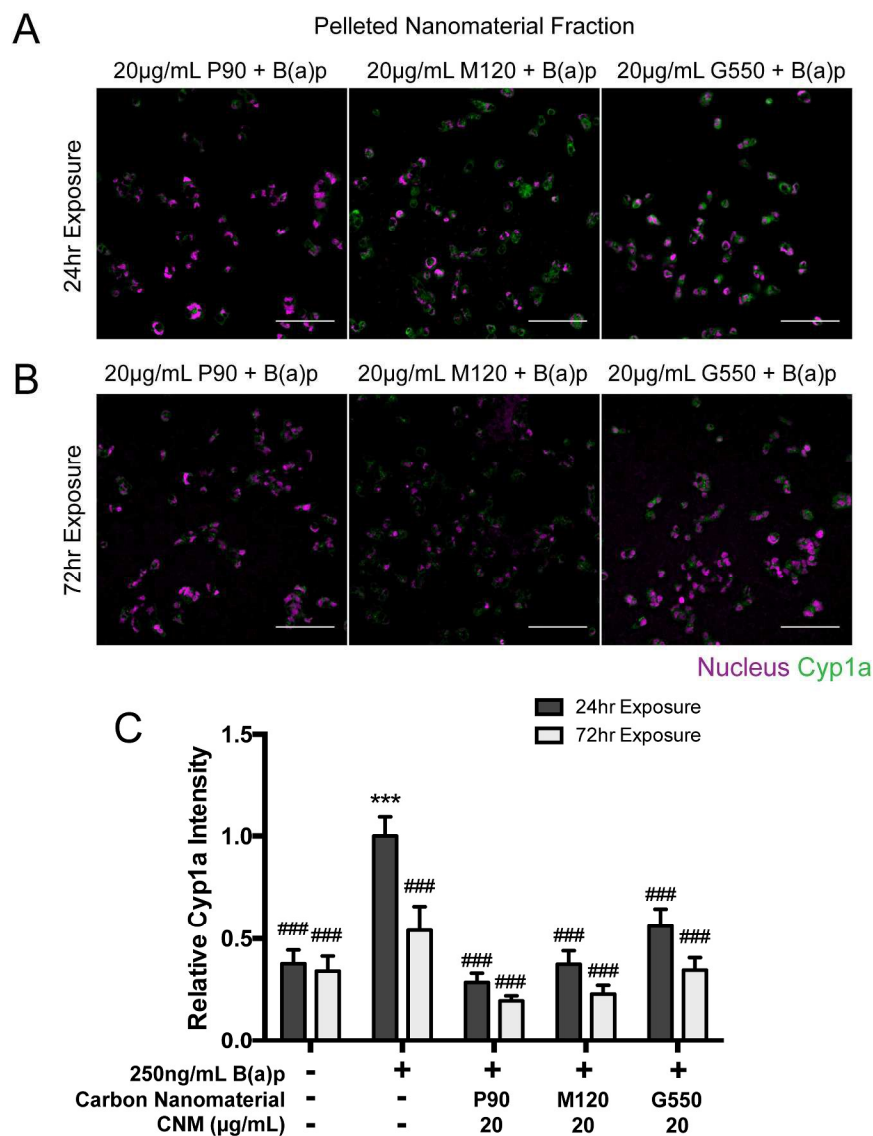 A
Pelleted Nanomaterial Fraction
20µg/mL P90 + B(a)p 20µg/mL M120 + B(a)p 20µg/mL G550 + B(a)p
24hr Exposure
B
20µg/mL P90 + B(a)p 20µg/mL M120 + B(a)p 20µg/mL G550 + B(a)p
72hr Exposure
Nucleus Cyp1a
C
24hr Exposure
72hr Exposure
Relative Cyp1a Intensity
1.5
1.0
0.5
0.0
***
### ### ### ### ### ### ### ### ###
250ng/mL B(a)p - + + + +
Carbon Nanomaterial - - P90 M120 G550
CNM (µg/mL) - - 20 20 20